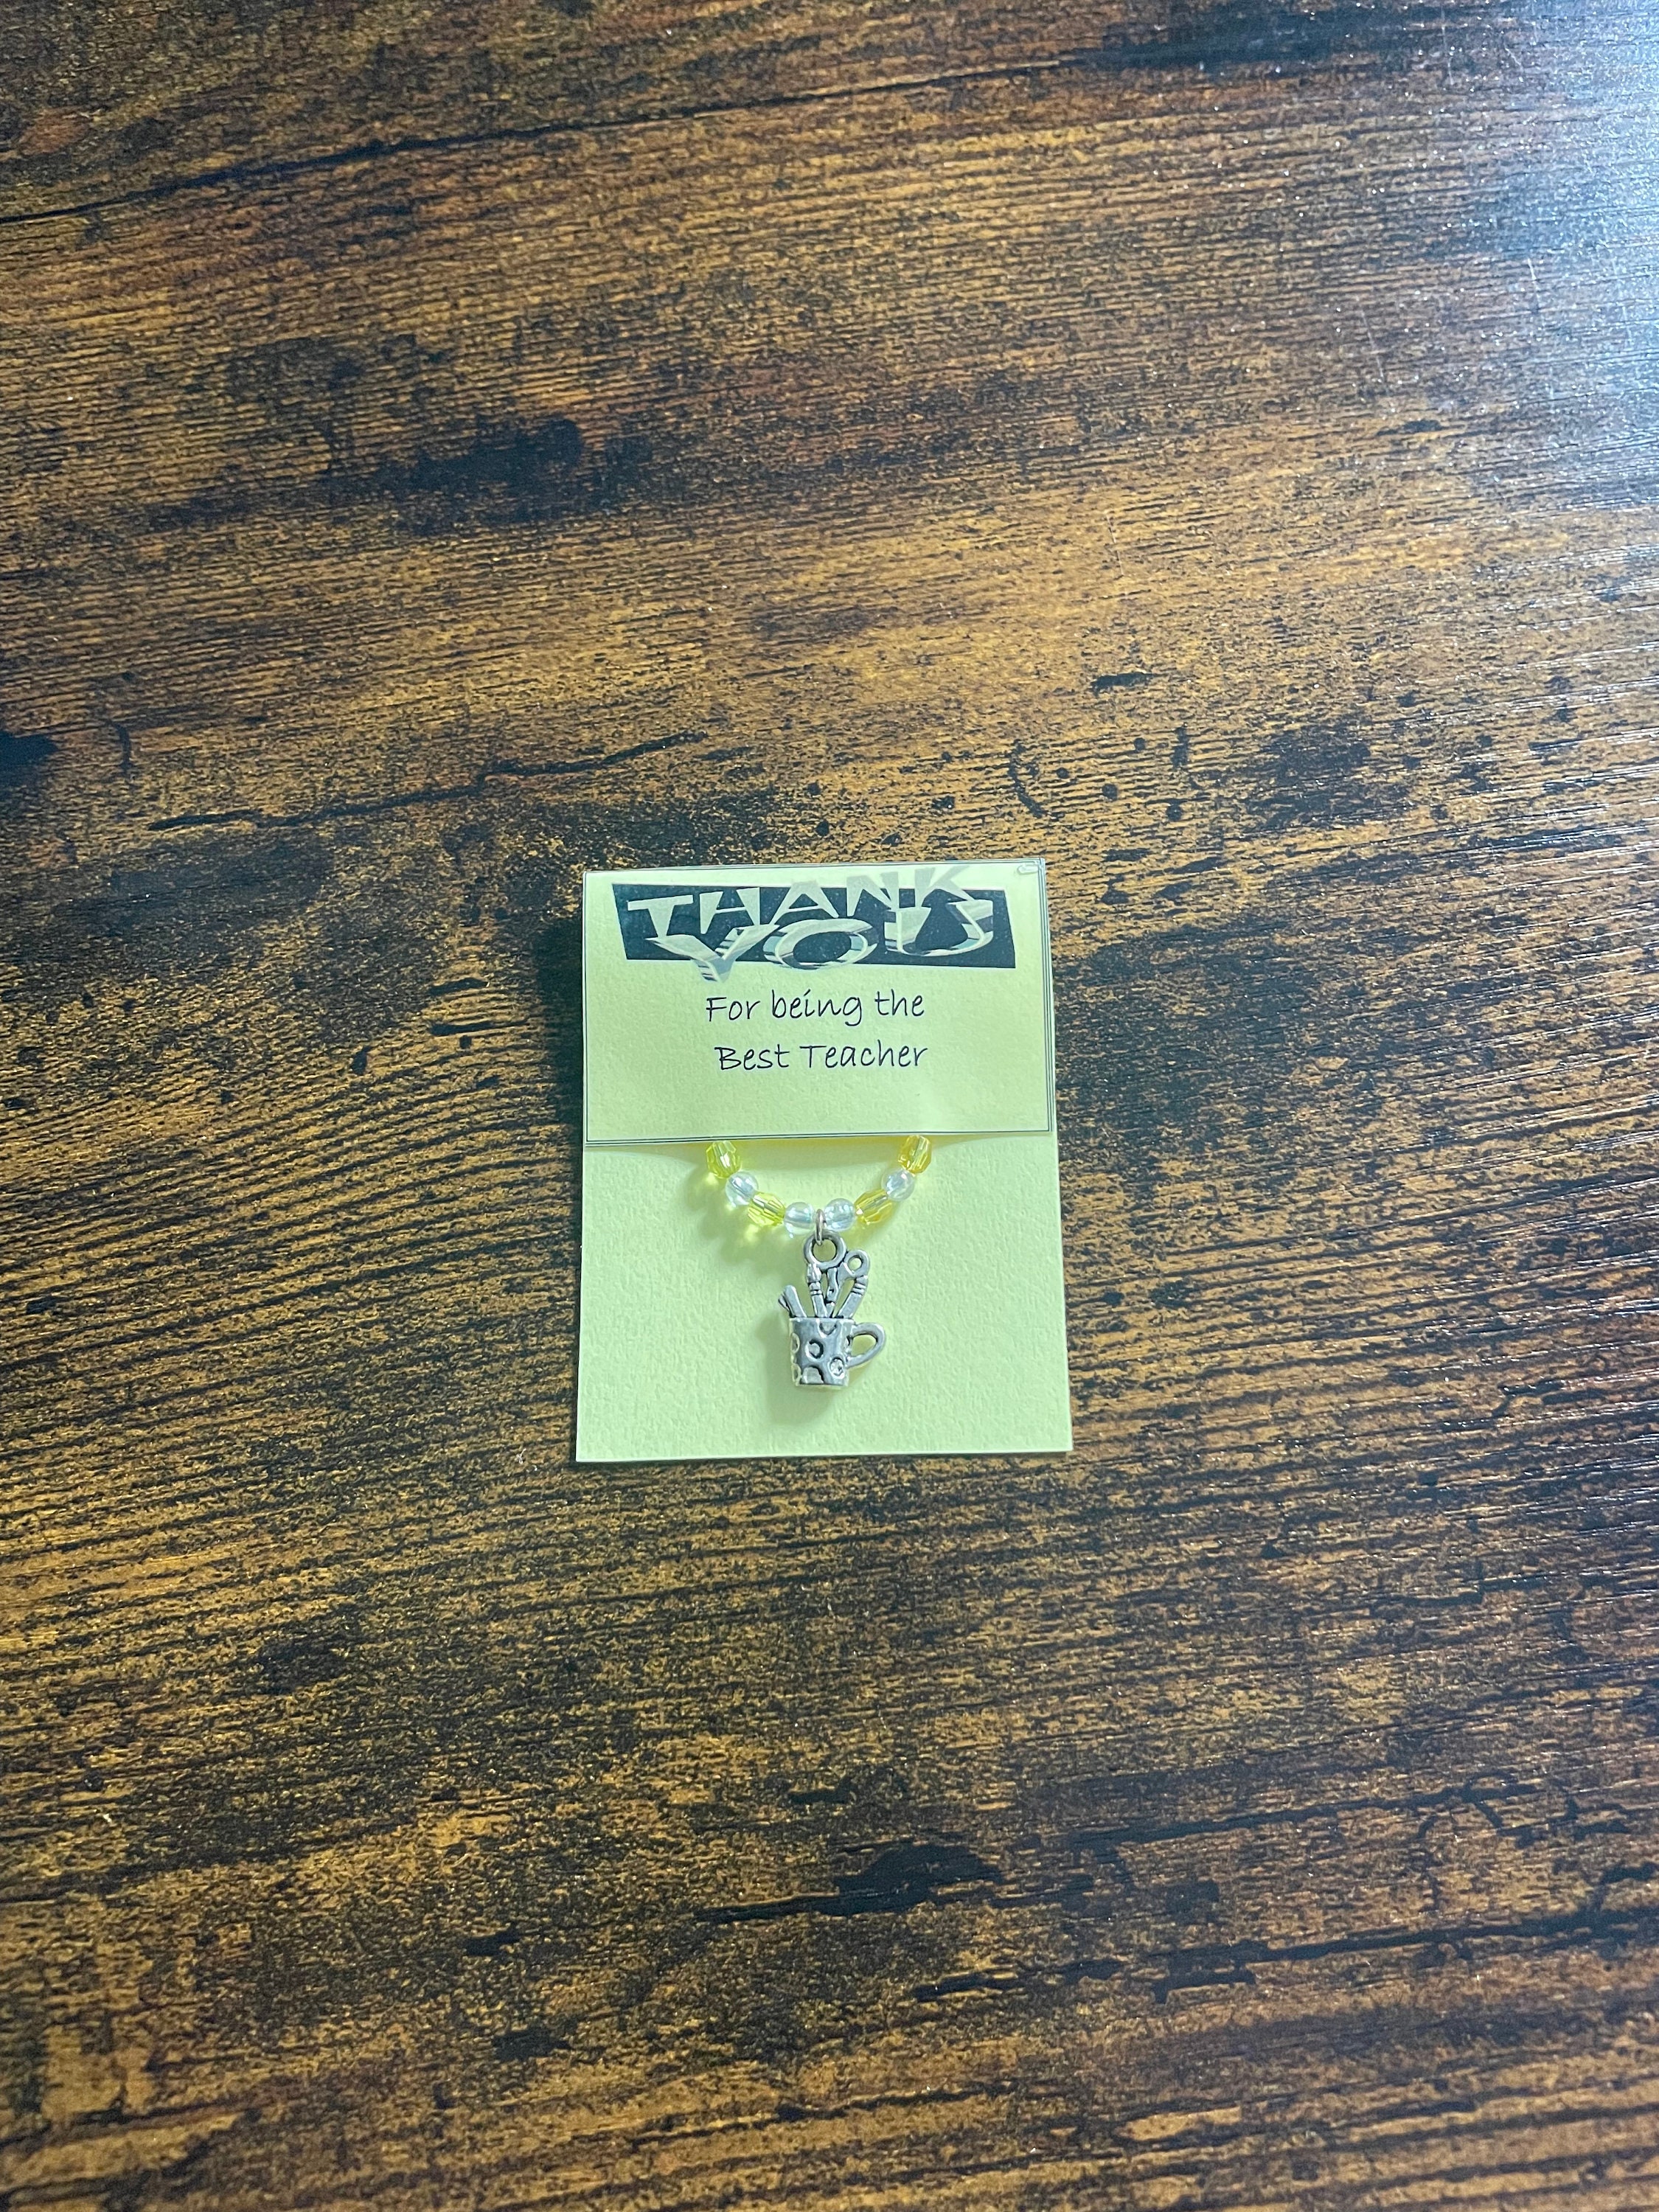 THANK
YOU
For being the
Best Teacher